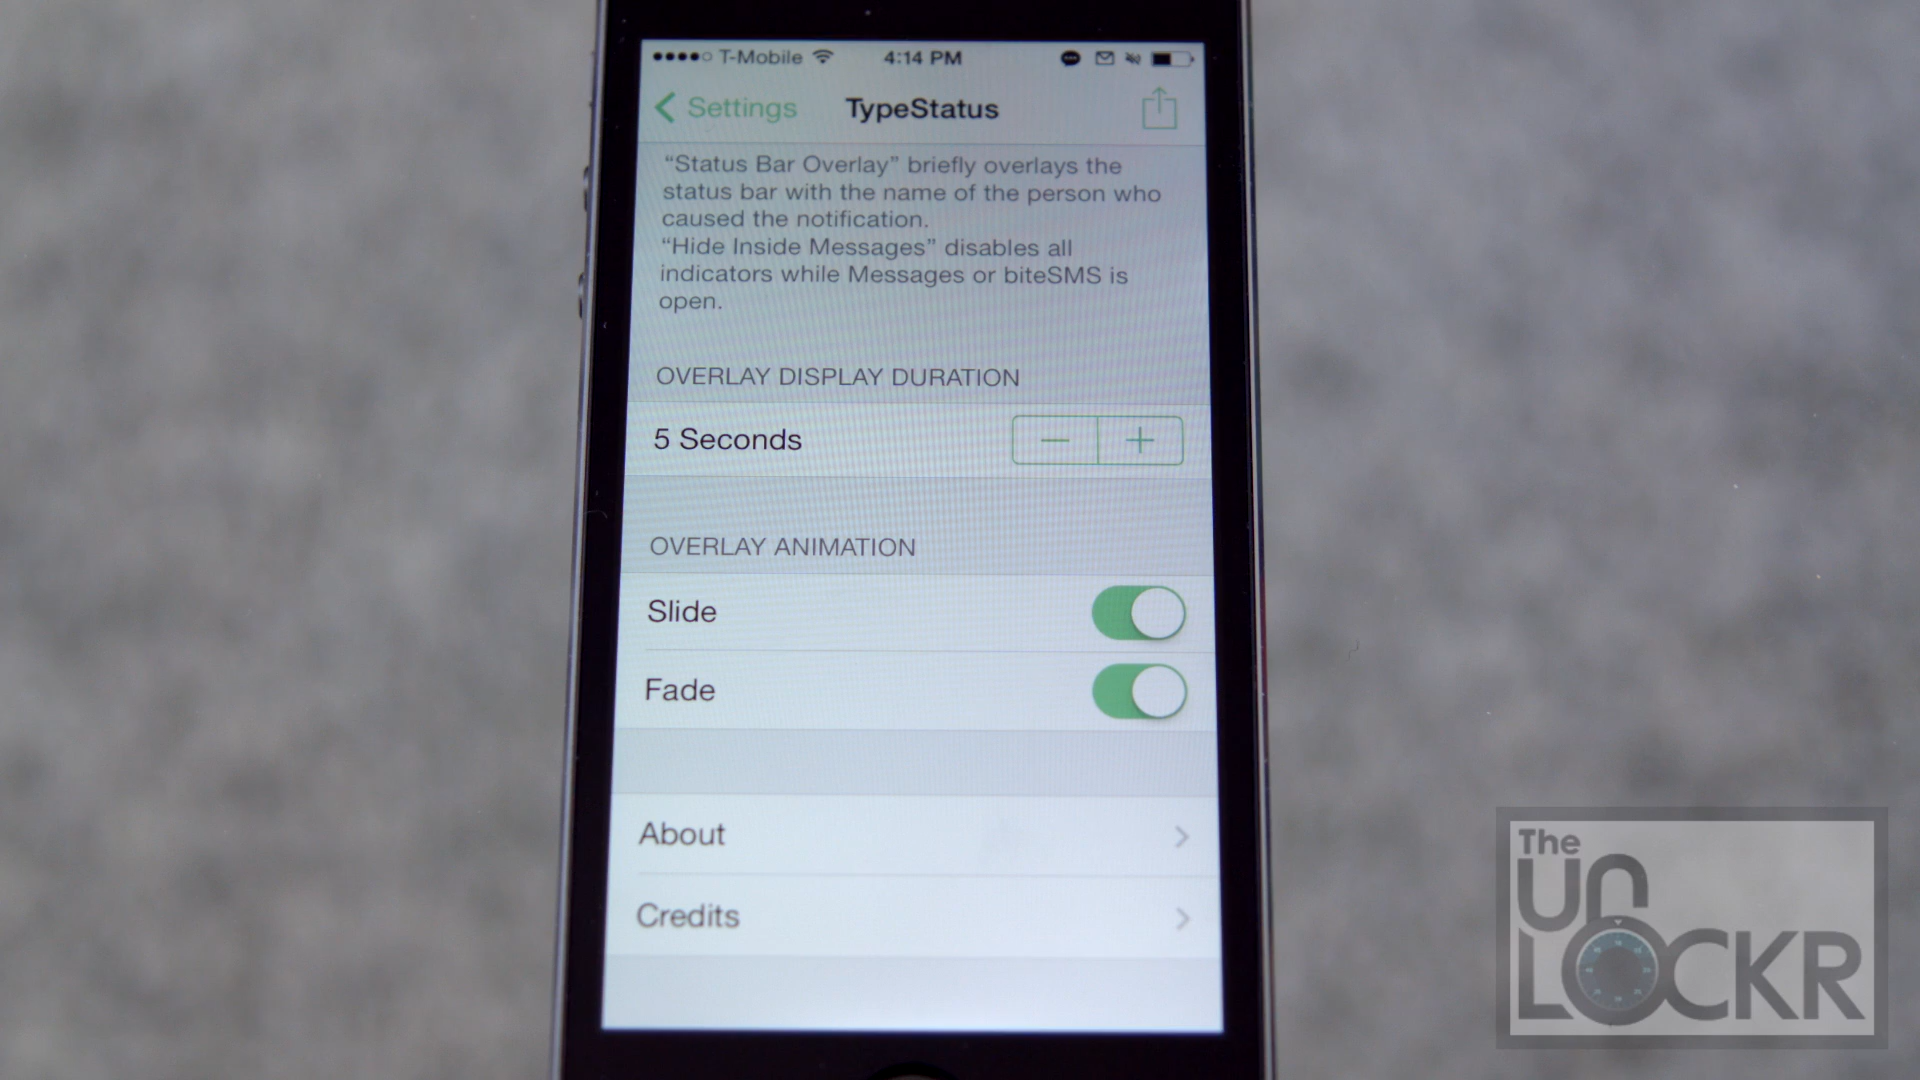 T-Mobile 4:14 PM
Settings TypeStatus
“Status Bar Overlay” briefly overlays the
status bar with the name of the person who
caused the notification.
“Hide Inside Messages” disables all
indicators while Messages or biteSMS is
open.
OVERLAY DISPLAY DURATION
5 Seconds − +
OVERLAY ANIMATION
Slide
Fade
About
Credits
The
Un
LOCKR